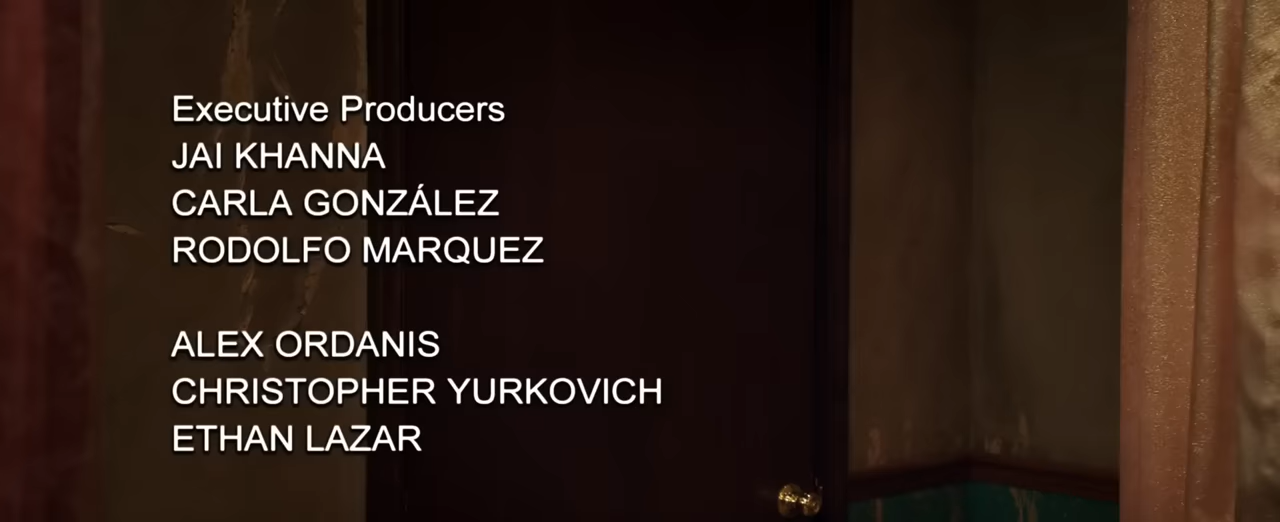 Executive Producers
JAI KHANNA
CARLA GONZÁLEZ
RODOLFO MARQUEZ
ALEX ORDANIS
CHRISTOPHER YURKOVICH
ETHAN LAZAR